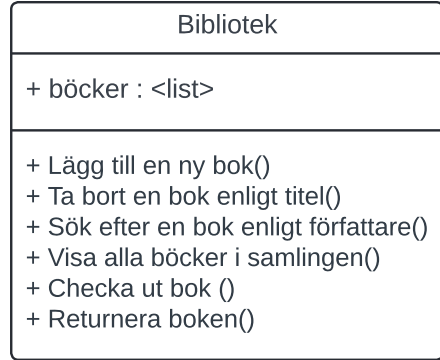 Bibliotek
+ böcker : <list>
+ Lägg till en ny bok()
+ Ta bort en bok enligt titel()
+ Sök efter en bok enligt författare()
+ Visa alla böcker i samlingen()
+ Checka ut bok ()
+ Returnera boken()